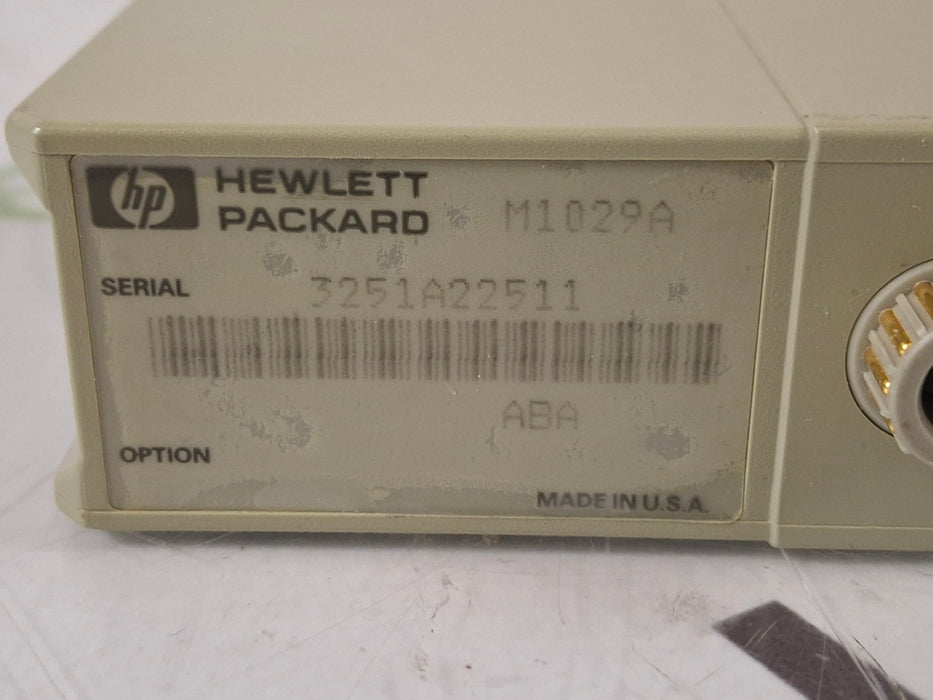 hp HEWLETT
PACKARD M1029A
SERIAL 3251A22511 R
ABA
OPTION
MADE IN U.S.A.